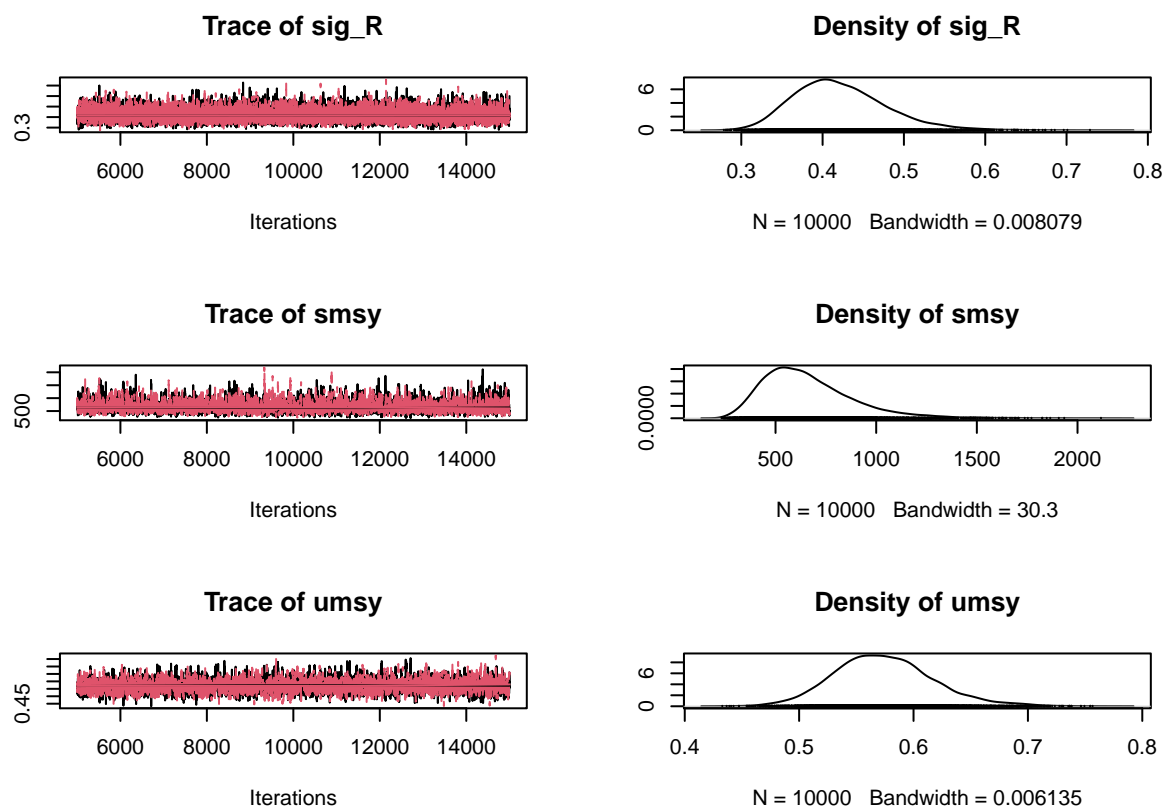 Trace of sig_R
0.3
6000 8000 10000 12000 14000
Iterations
Density of sig_R
0 6
0.3 0.4 0.5 0.6 0.7 0.8
N = 10000 Bandwidth = 0.008079
Trace of smsy
500
6000 8000 10000 12000 14000
Iterations
Density of smsy
0.0000
500 1000 1500 2000
N = 10000 Bandwidth = 30.3
Trace of umsy
0.45
6000 8000 10000 12000 14000
Iterations
Density of umsy
0 6
0.4 0.5 0.6 0.7 0.8
N = 10000 Bandwidth = 0.006135